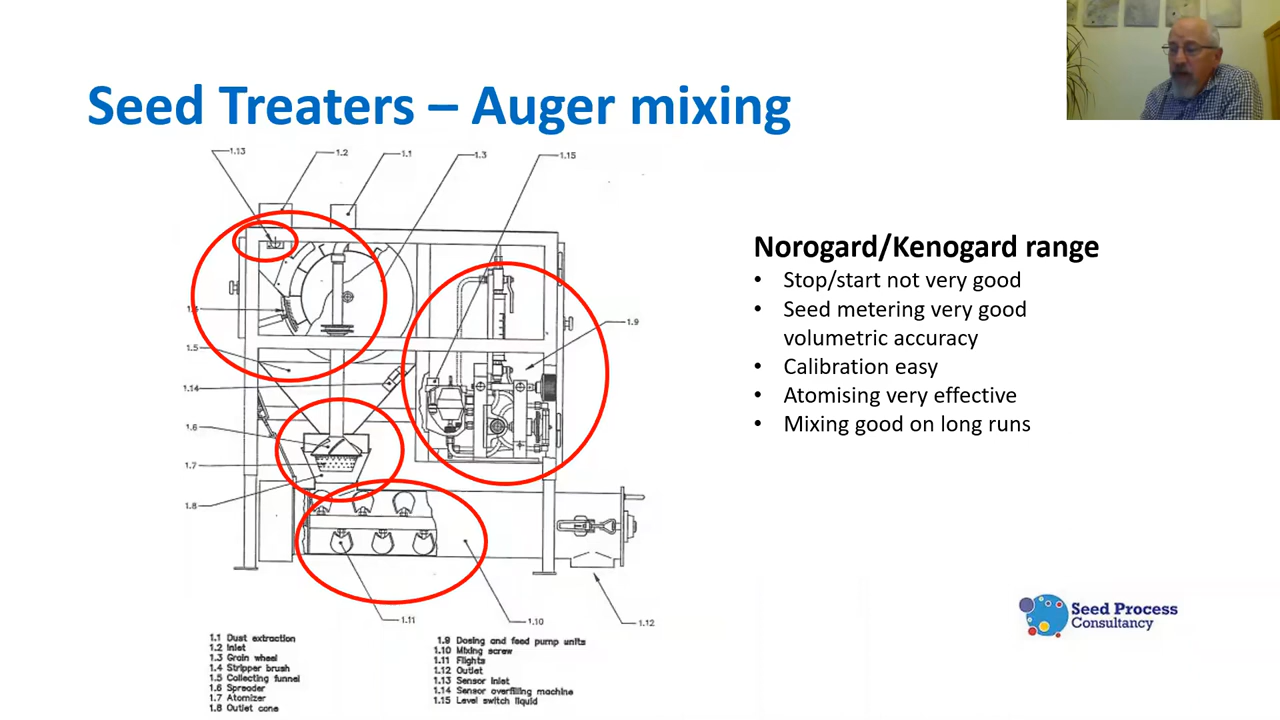 Seed Treaters – Auger mixing
1.13
1.2
1.1
1.3
1.15
1.9
1.5
1.14
1.6
1.7
1.8
1.11
1.10
1.12
Norogard/Kenogard range
• Stop/start not very good
• Seed metering very good
volumetric accuracy
• Calibration easy
• Atomising very effective
• Mixing good on long runs
1.1 Dust extraction
1.2 Inlet
1.3 Grain wheel
1.4 Stripper brush
1.5 Collecting funnel
1.6 Spreader
1.7 Atomizer
1.8 Outlet cone
1.9 Dosing and feed pump units
1.10 Mixing screw
1.11 Flights
1.12 Outlet
1.13 Sensor inlet
1.14 Sensor overfilling machine
1.15 Level switch liquid
Seed Process
Consultancy